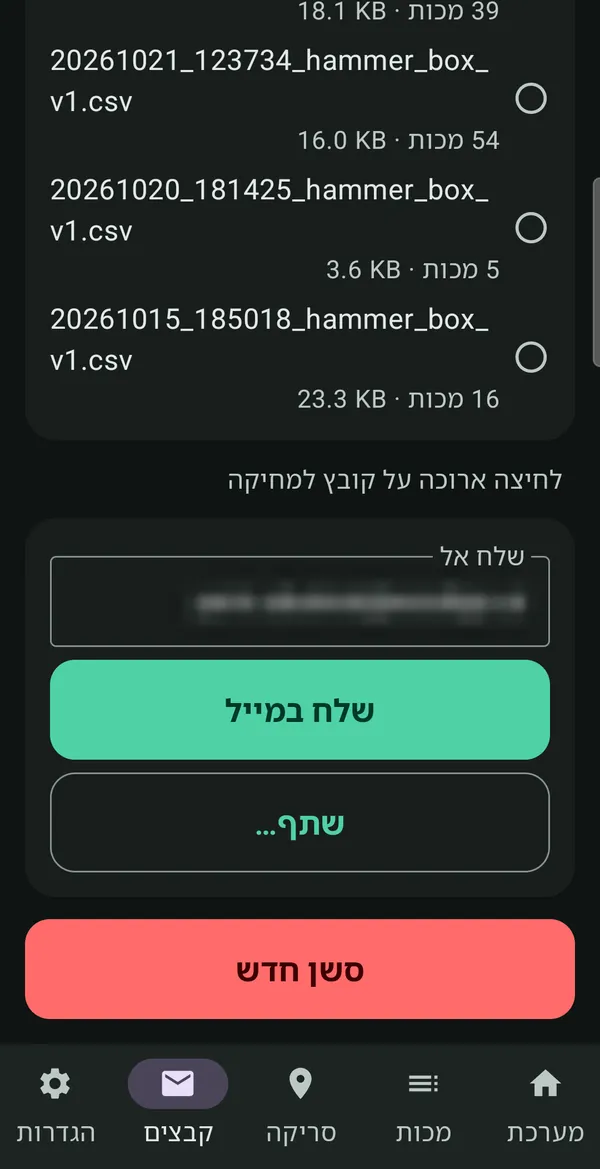 39 מכות · 18.1 KB
20261021_123734_hammer_box_
v1.csv
54 מכות · 16.0 KB
20261020_181425_hammer_box_
v1.csv
5 מכות · 3.6 KB
20261015_185018_hammer_box_
v1.csv
16 מכות · 23.3 KB
לחיצה ארוכה על קובץ למחיקה
שלח אל
שלח במייל
שתף...
סשן חדש
מערכת
מכות
סריקה
קבצים
הגדרות